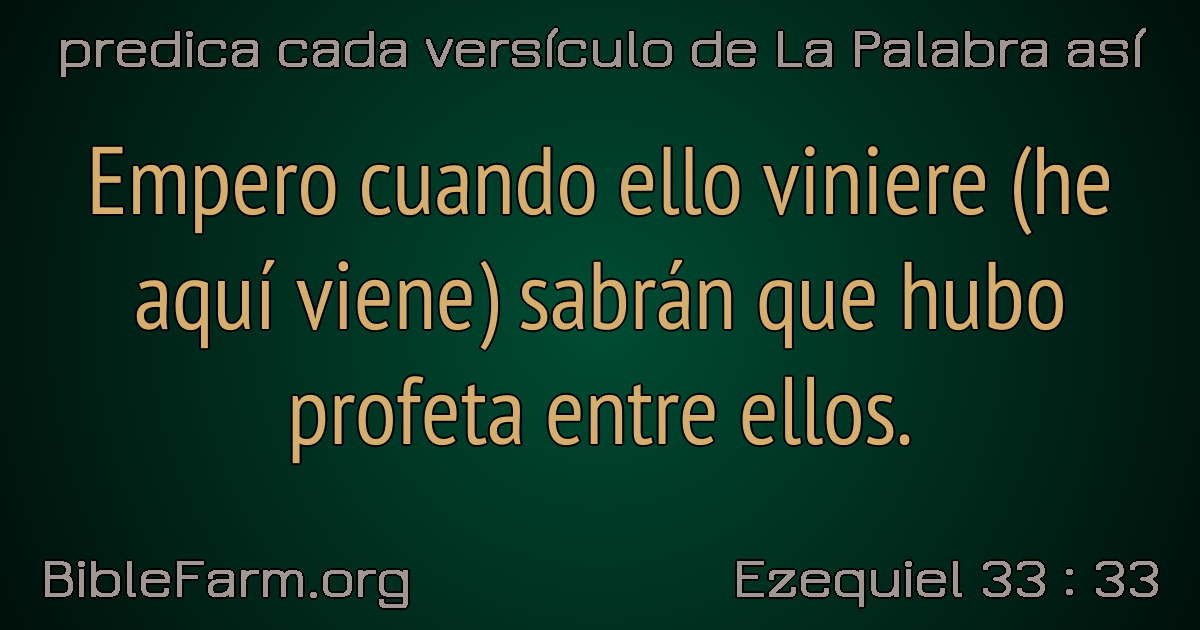 predica cada versículo de La Palabra así
Empero cuando ello viniere (he
aquí viene) sabrán que hubo
profeta entre ellos.
BibleFarm.org
Ezequiel 33 : 33